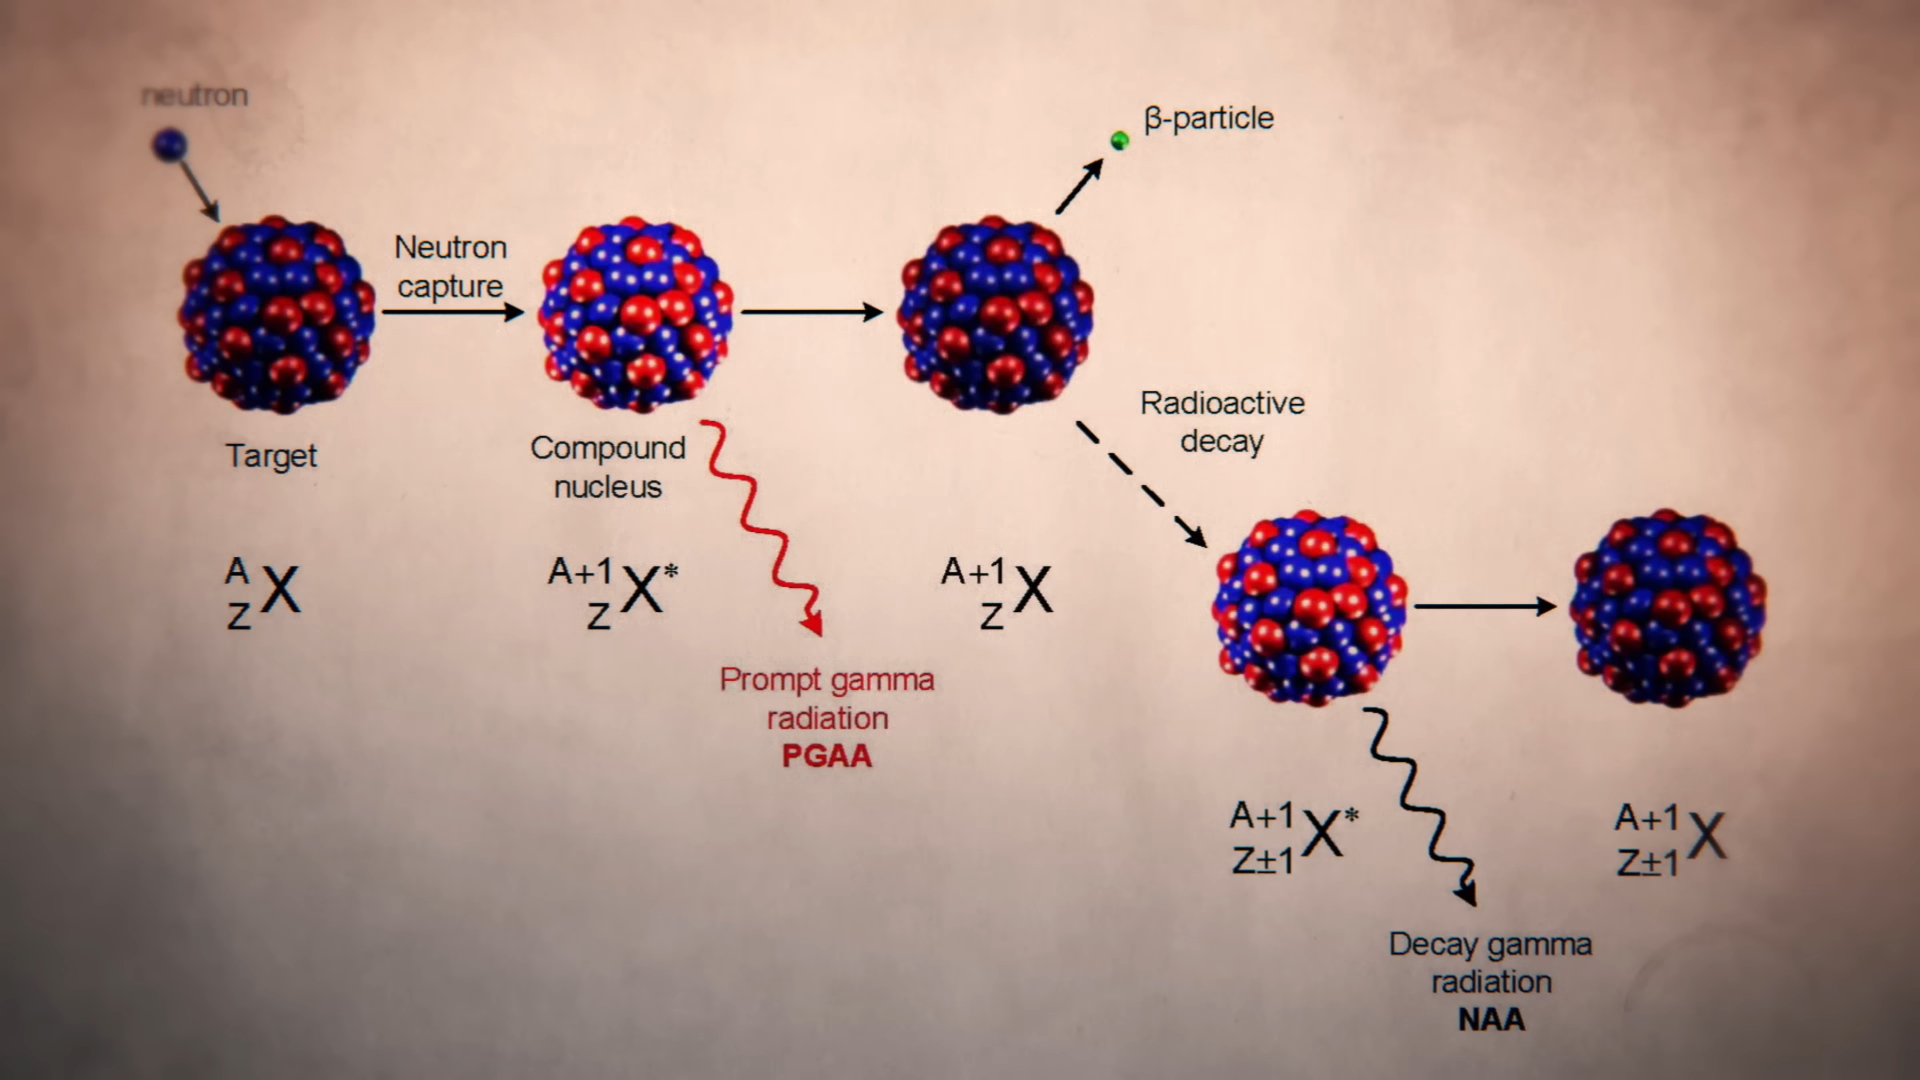 neutron
β-particle
Neutron
capture
Radioactive
decay
Target
Compound
nucleus
A
Z X
A+1
Z X*
A+1
Z X
Prompt gamma
radiation
PGAA
A+1
Z±1 X*
A+1
Z±1 X
Decay gamma
radiation
NAA